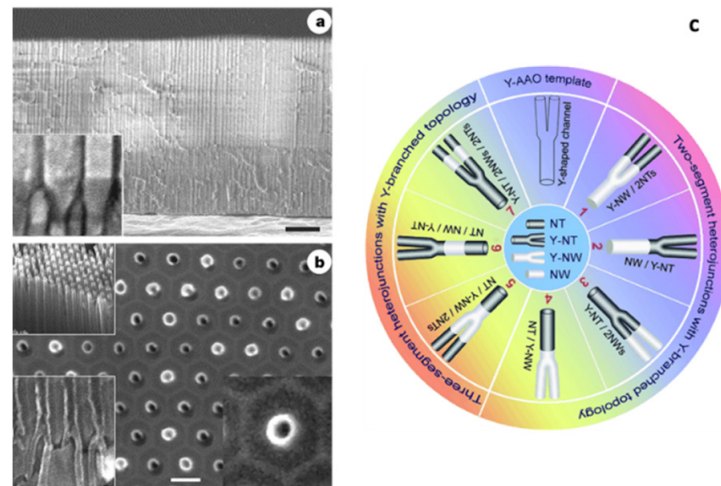 a
b
c
Y-AAO template
Y-shaped channel
Two-segment heterojunctions with Y-branched topology
Three-segment heterojunctions with Y-branched topology
1
Y-NW / 2NTs
2
NW / Y-NT
3
Y-NT / 2NWs
4
NT / Y-NW
5
NT / Y-NW / 2NTs
6
NT / NW / Y-NT
7
Y-NT / 2NWs / 2NTs
NT
Y-NT
Y-NW
NW